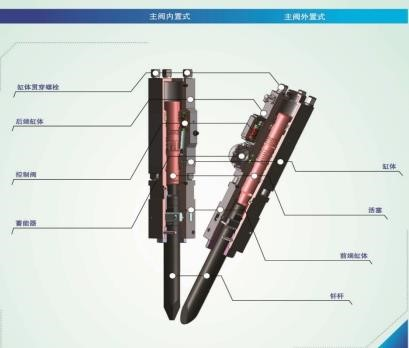 主阀内置式
主阀外置式
缸体贯穿螺栓
后端缸体
控制阀
蓄能器
缸体
活塞
前端缸体
钎杆